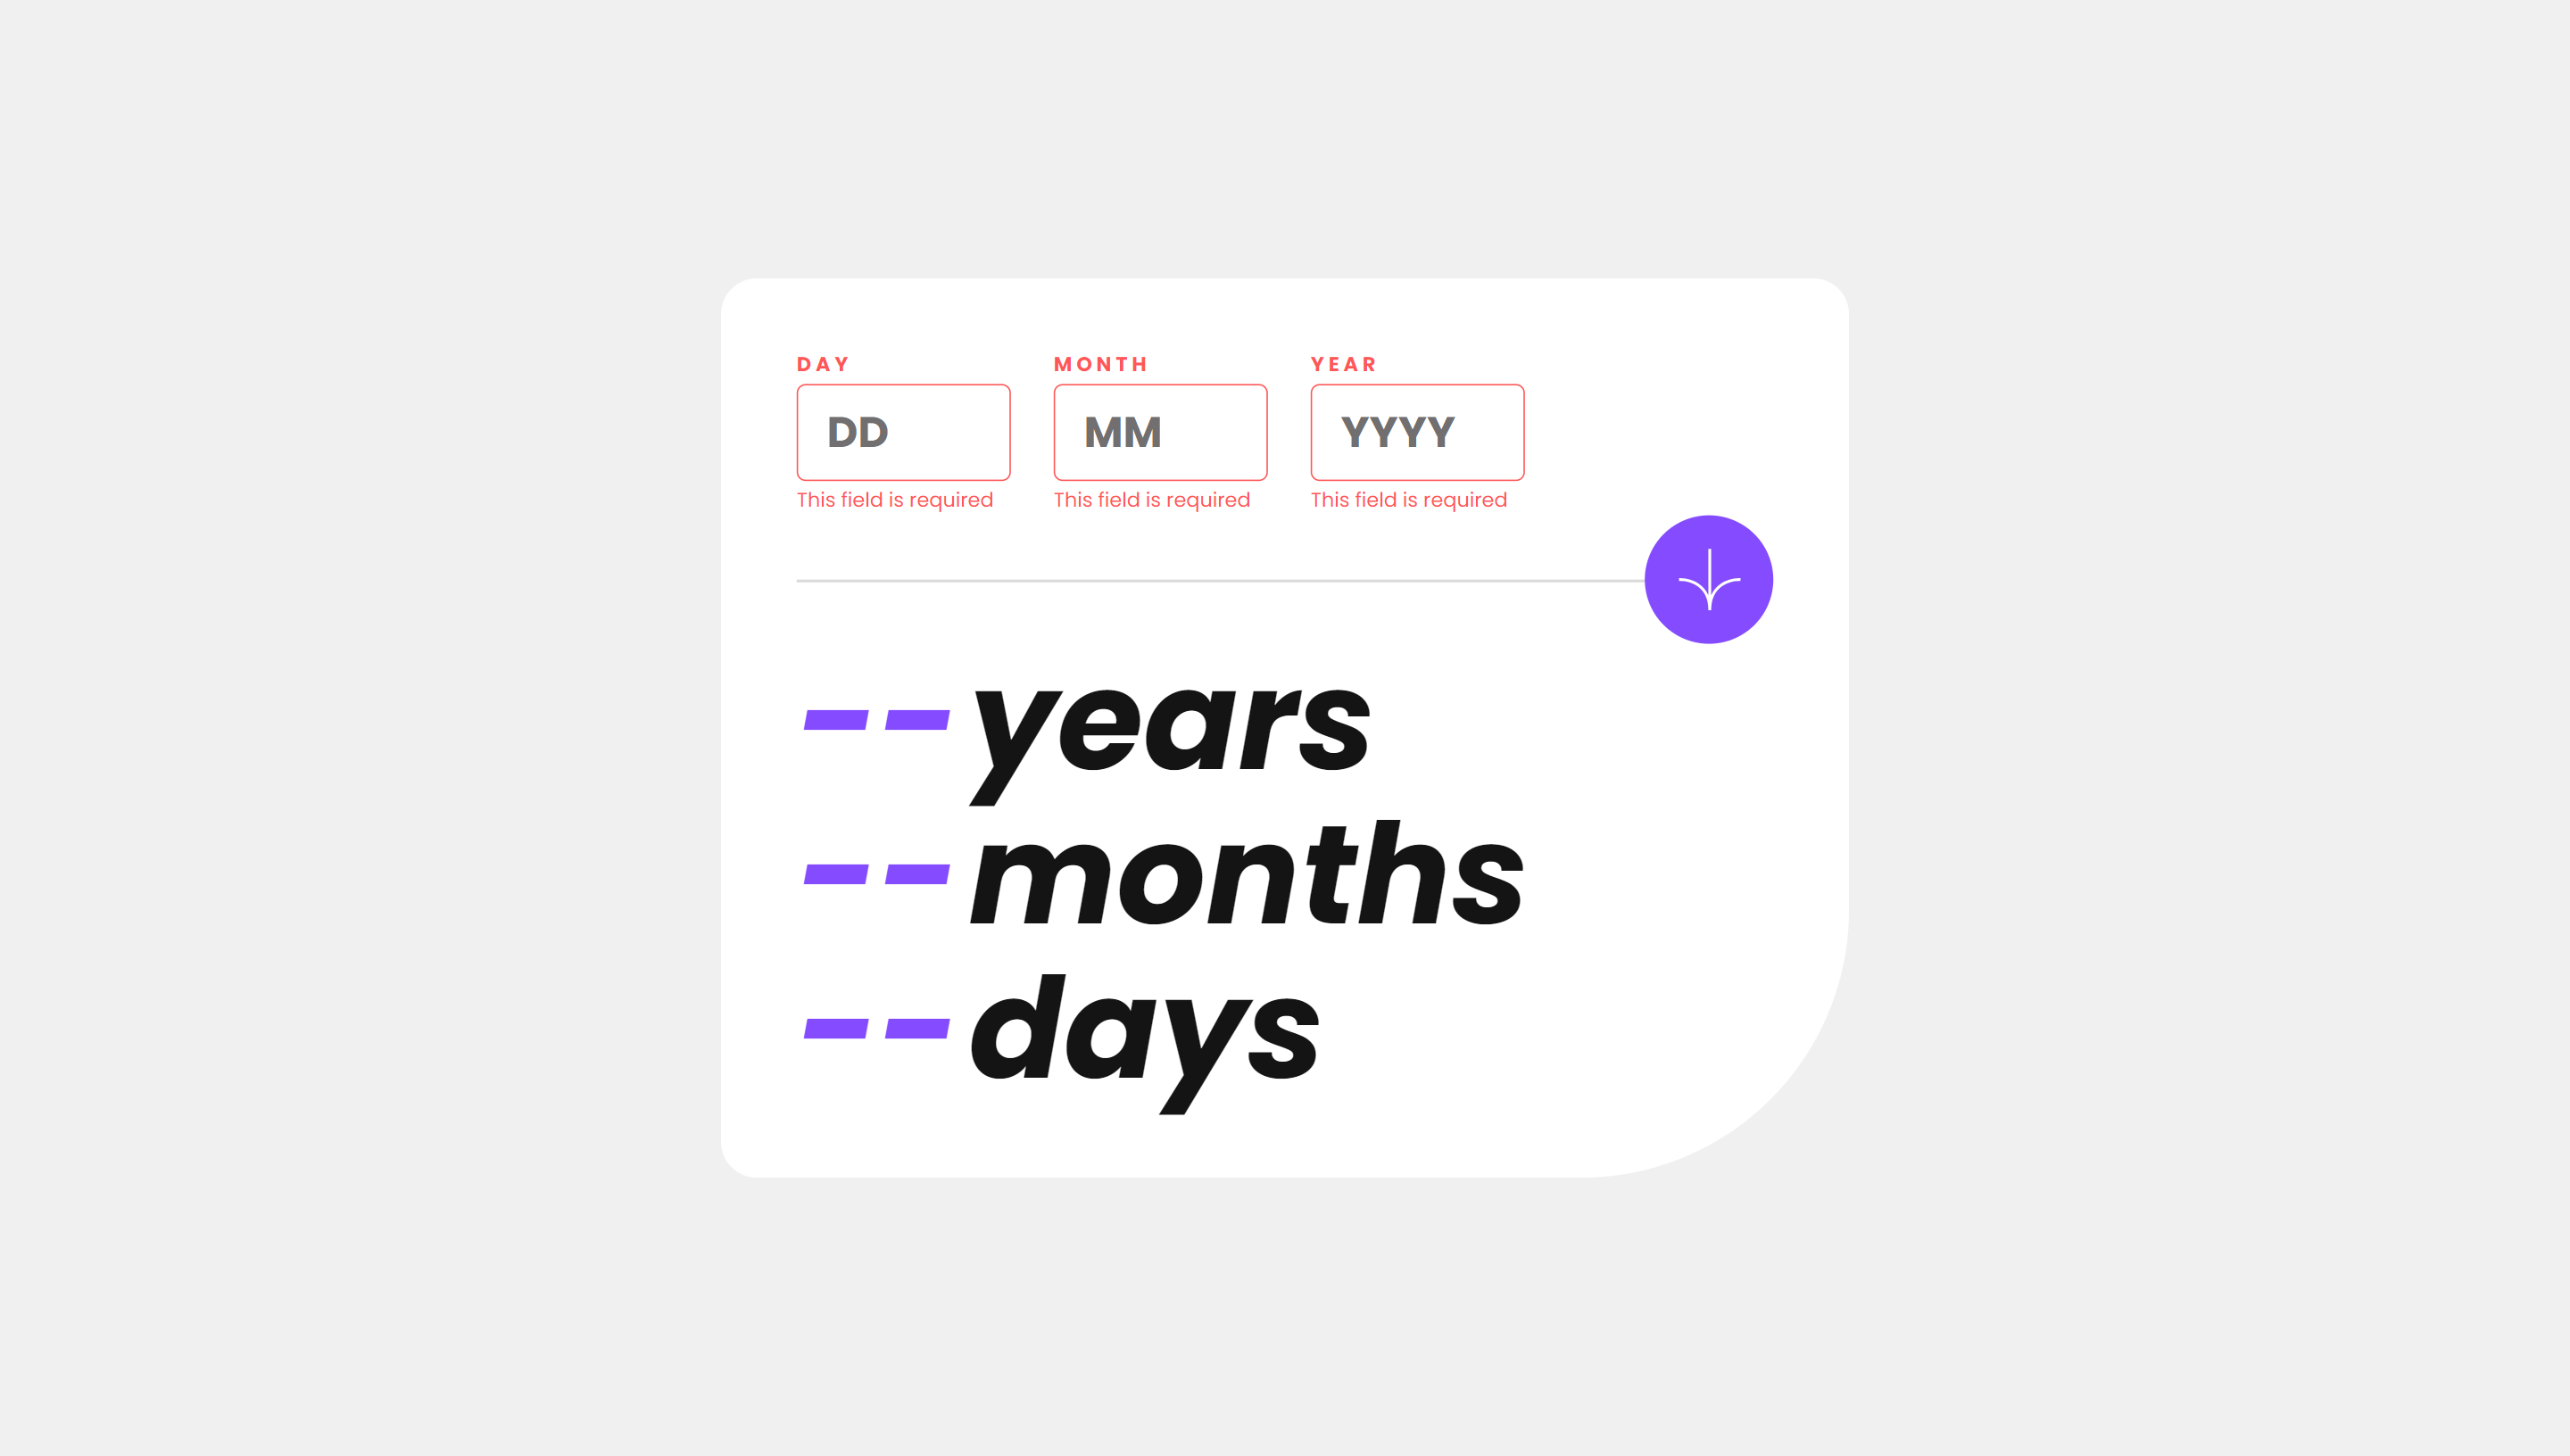 DAY MONTH YEAR
DD MM YYYY
This field is required This field is required This field is required
--years
--months
--days